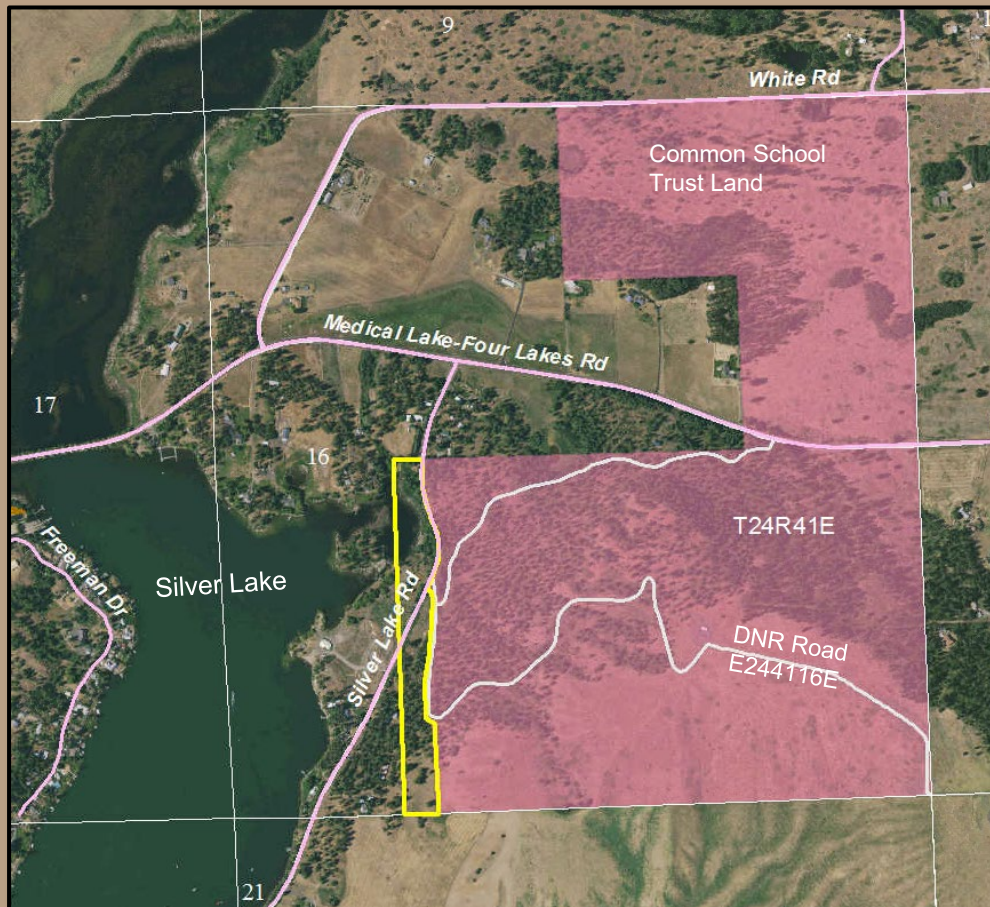 9
White Rd
Common School
Trust Land
Medical Lake-Four Lakes Rd
17
16
T24R41E
Freeman Dr
Silver Lake
Silver Lake Rd
DNR Road
E244116E
21